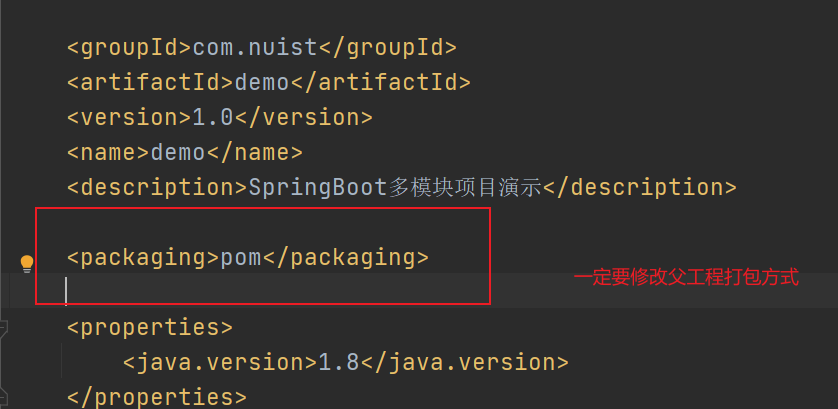 <groupId>com.nuist</groupId>
<artifactId>demo</artifactId>
<version>1.0</version>
<name>demo</name>
<description>SpringBoot多模块项目演示</description>
<packaging>pom</packaging>
一定要修改父工程打包方式
<properties>
<java.version>1.8</java.version>
</properties>